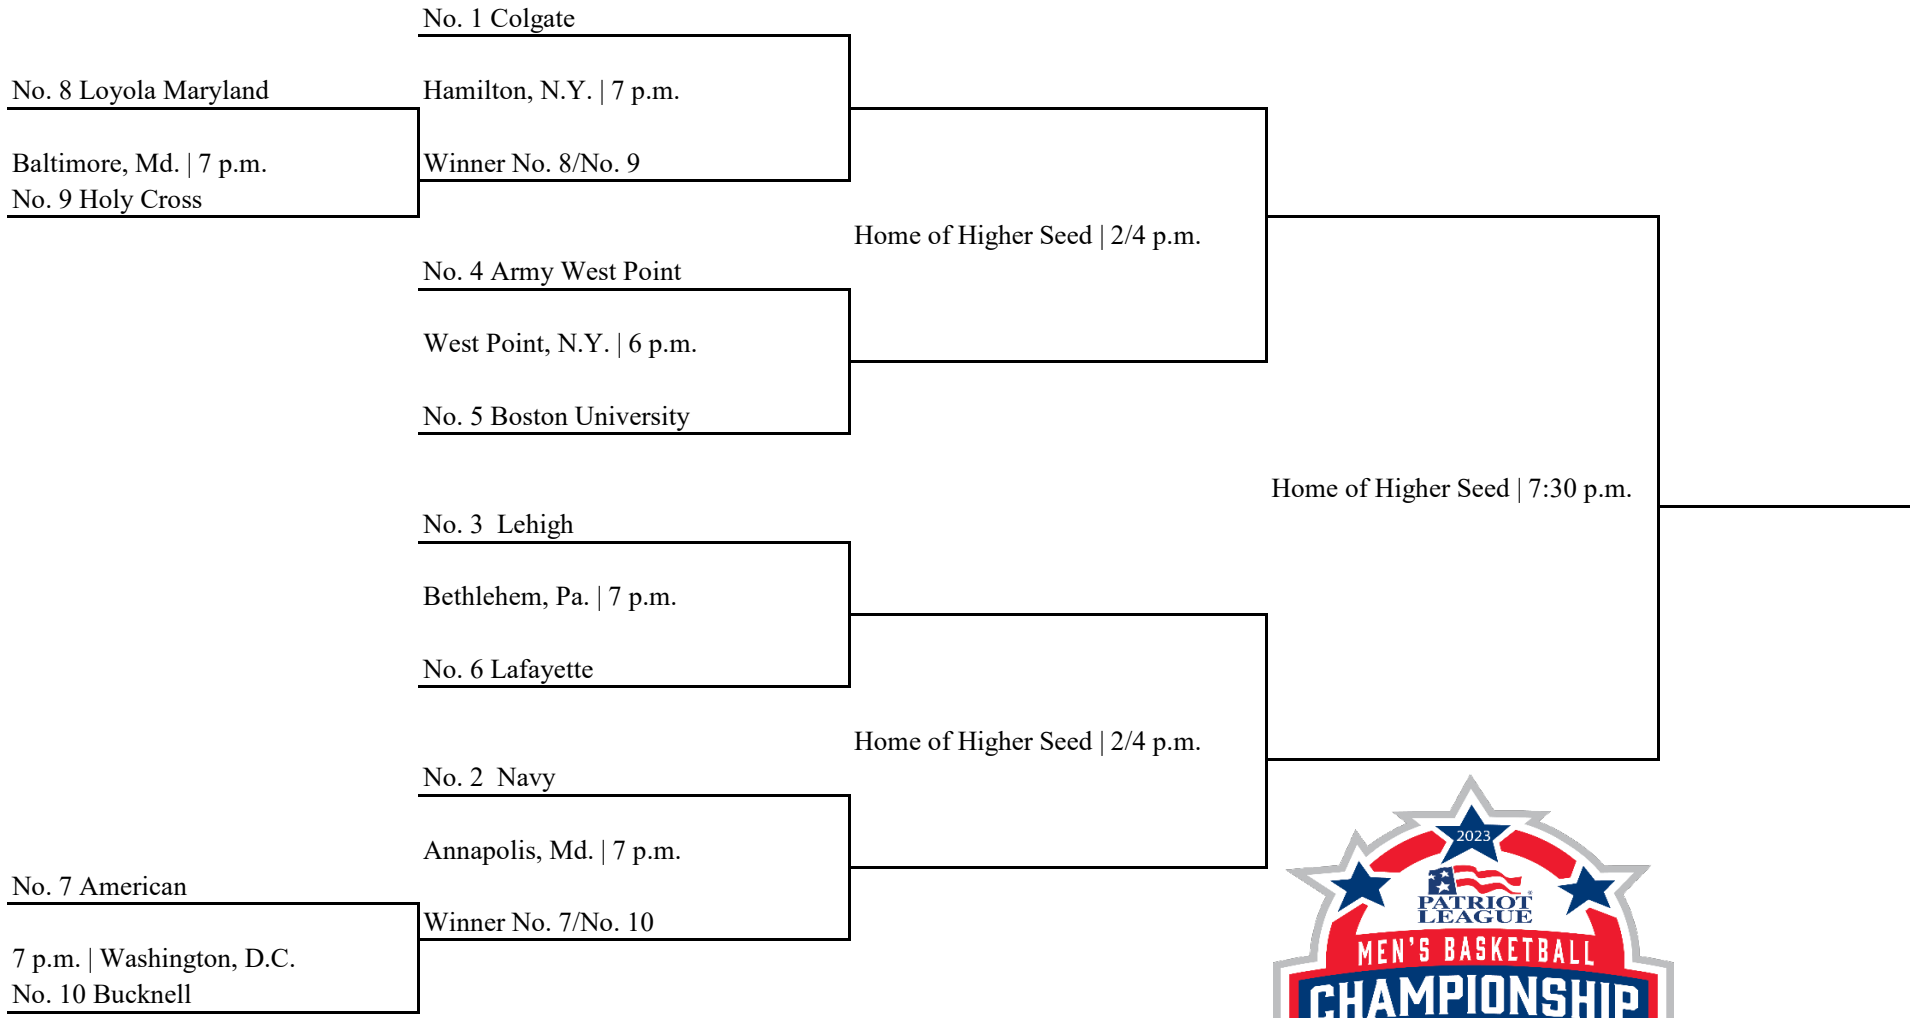 No. 1 Colgate
No. 8 Loyola Maryland
Hamilton, N.Y. | 7 p.m.
Baltimore, Md. | 7 p.m.
Winner No. 8/No. 9
No. 9 Holy Cross
Home of Higher Seed | 2/4 p.m.
No. 4 Army West Point
West Point, N.Y. | 6 p.m.
No. 5 Boston University
Home of Higher Seed | 7:30 p.m.
No. 3  Lehigh
Bethlehem, Pa. | 7 p.m.
No. 6 Lafayette
Home of Higher Seed | 2/4 p.m.
No. 2  Navy
Annapolis, Md. | 7 p.m.
No. 7 American
Winner No. 7/No. 10
7 p.m. | Washington, D.C.
No. 10 Bucknell
2023
PATRIOT
LEAGUE
MEN'S BASKETBALL
CHAMPIONSHIP